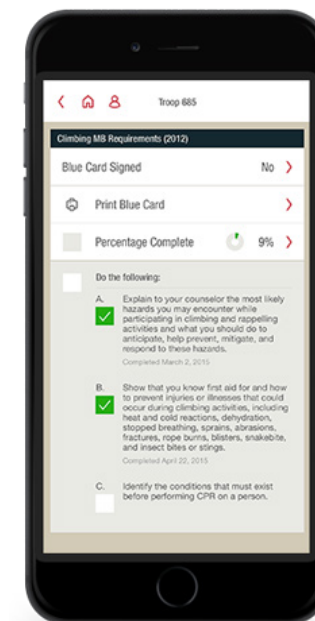 Troop 685
Climbing MB Requirements (2012)
Blue Card Signed No
Print Blue Card
Percentage Complete 9%
Do the following:
A. Explain to your counselor the most likely
hazards you may encounter while
participating in climbing and rappelling
activities and what you should do to
anticipate, help prevent, mitigate, and
respond to these hazards.
Completed March 2, 2015
B. Show that you know first aid for and how
to prevent injuries or illnesses that could
occur during climbing activities, including
heat and cold reactions, dehydration,
stopped breathing, sprains, abrasions,
fractures, rope burns, blisters, snakebite,
and insect bites or stings.
Completed April 22, 2015
C. Identify the conditions that must exist
before performing CPR on a person.